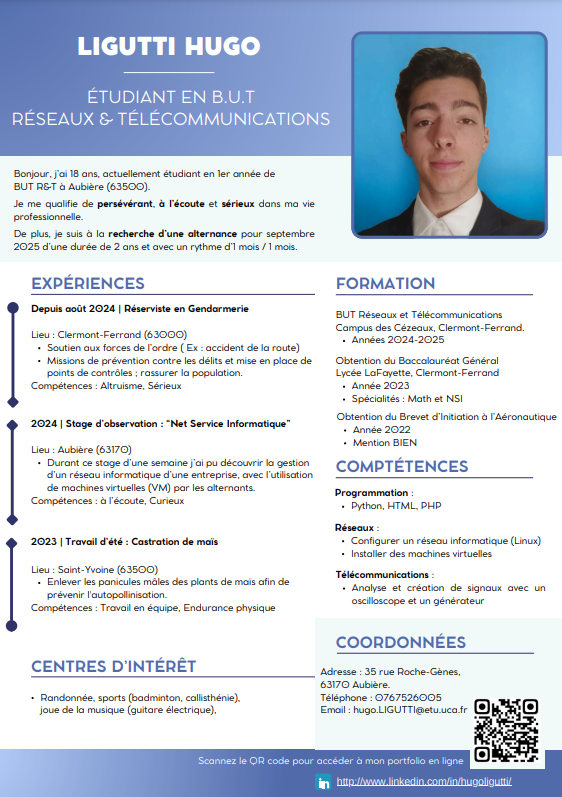 LIGUTTI HUGO
ÉTUDIANT EN B.U.T
RÉSEAUX & TÉLÉCOMMUNICATIONS
Bonjour, j'ai 18 ans, actuellement étudiant en 1er année de
BUT R&T à Aubière (63500).
Je me qualifie de persévérant, à l'écoute et sérieux dans ma vie
professionnelle.
De plus, je suis à la recherche d'une alternance pour septembre
2025 d'une durée de 2 ans et avec un rythme d'1 mois / 1 mois.
EXPÉRIENCES
Depuis août 2024 | Réserviste en Gendarmerie
Lieu : Clermont-Ferrand (63000)
• Soutien aux forces de l'ordre ( Ex : accident de la route)
• Missions de prévention contre les délits et mise en place de
points de contrôles ; rassurer la population.
Compétences : Altruisme, Sérieux
2024 | Stage d'observation : "Net Service Informatique"
Lieu : Aubière (63170)
• Durant ce stage d'une semaine j'ai pu découvrir la gestion
d'un réseau informatique d'une entreprise, avec l'utilisation
de machines virtuelles (VM) par les alternants.
Compétences : à l'écoute, Curieux
2023 | Travail d'été : Castration de maïs
Lieu : Saint-Yvoine (63500)
• Enlever les panicules mâles des plants de maïs afin de
prévenir l'autopollinisation.
Compétences : Travail en équipe, Endurance physique
CENTRES D'INTÉRÊT
• Randonnée, sports (badminton, callisthénie),
joue de la musique (guitare électrique),
FORMATION
BUT Réseaux et Télécommunications
Campus des Cézeaux, Clermont-Ferrand.
• Années 2024-2025
Obtention du Baccalauréat Général
Lycée LaFayette, Clermont-Ferrand
• Année 2023
• Spécialités : Math et NSI
Obtention du Brevet d'Initiation à l'Aéronautique
• Année 2022
• Mention BIEN
COMPTÉTENCES
Programmation :
• Python, HTML, PHP
Réseaux :
• Configurer un réseau informatique (Linux)
• Installer des machines virtuelles
Télécommunications :
• Analyse et création de signaux avec un
oscilloscope et un générateur
COORDONNÉES
Adresse : 35 rue Roche-Gènes,
63170 Aubière.
Téléphone : 0767526005
Email : hugo.LIGUTTI@etu.uca.fr
Scannez le QR code pour accéder à mon portfolio en ligne
in http://www.linkedin.com/in/hugoligutti/